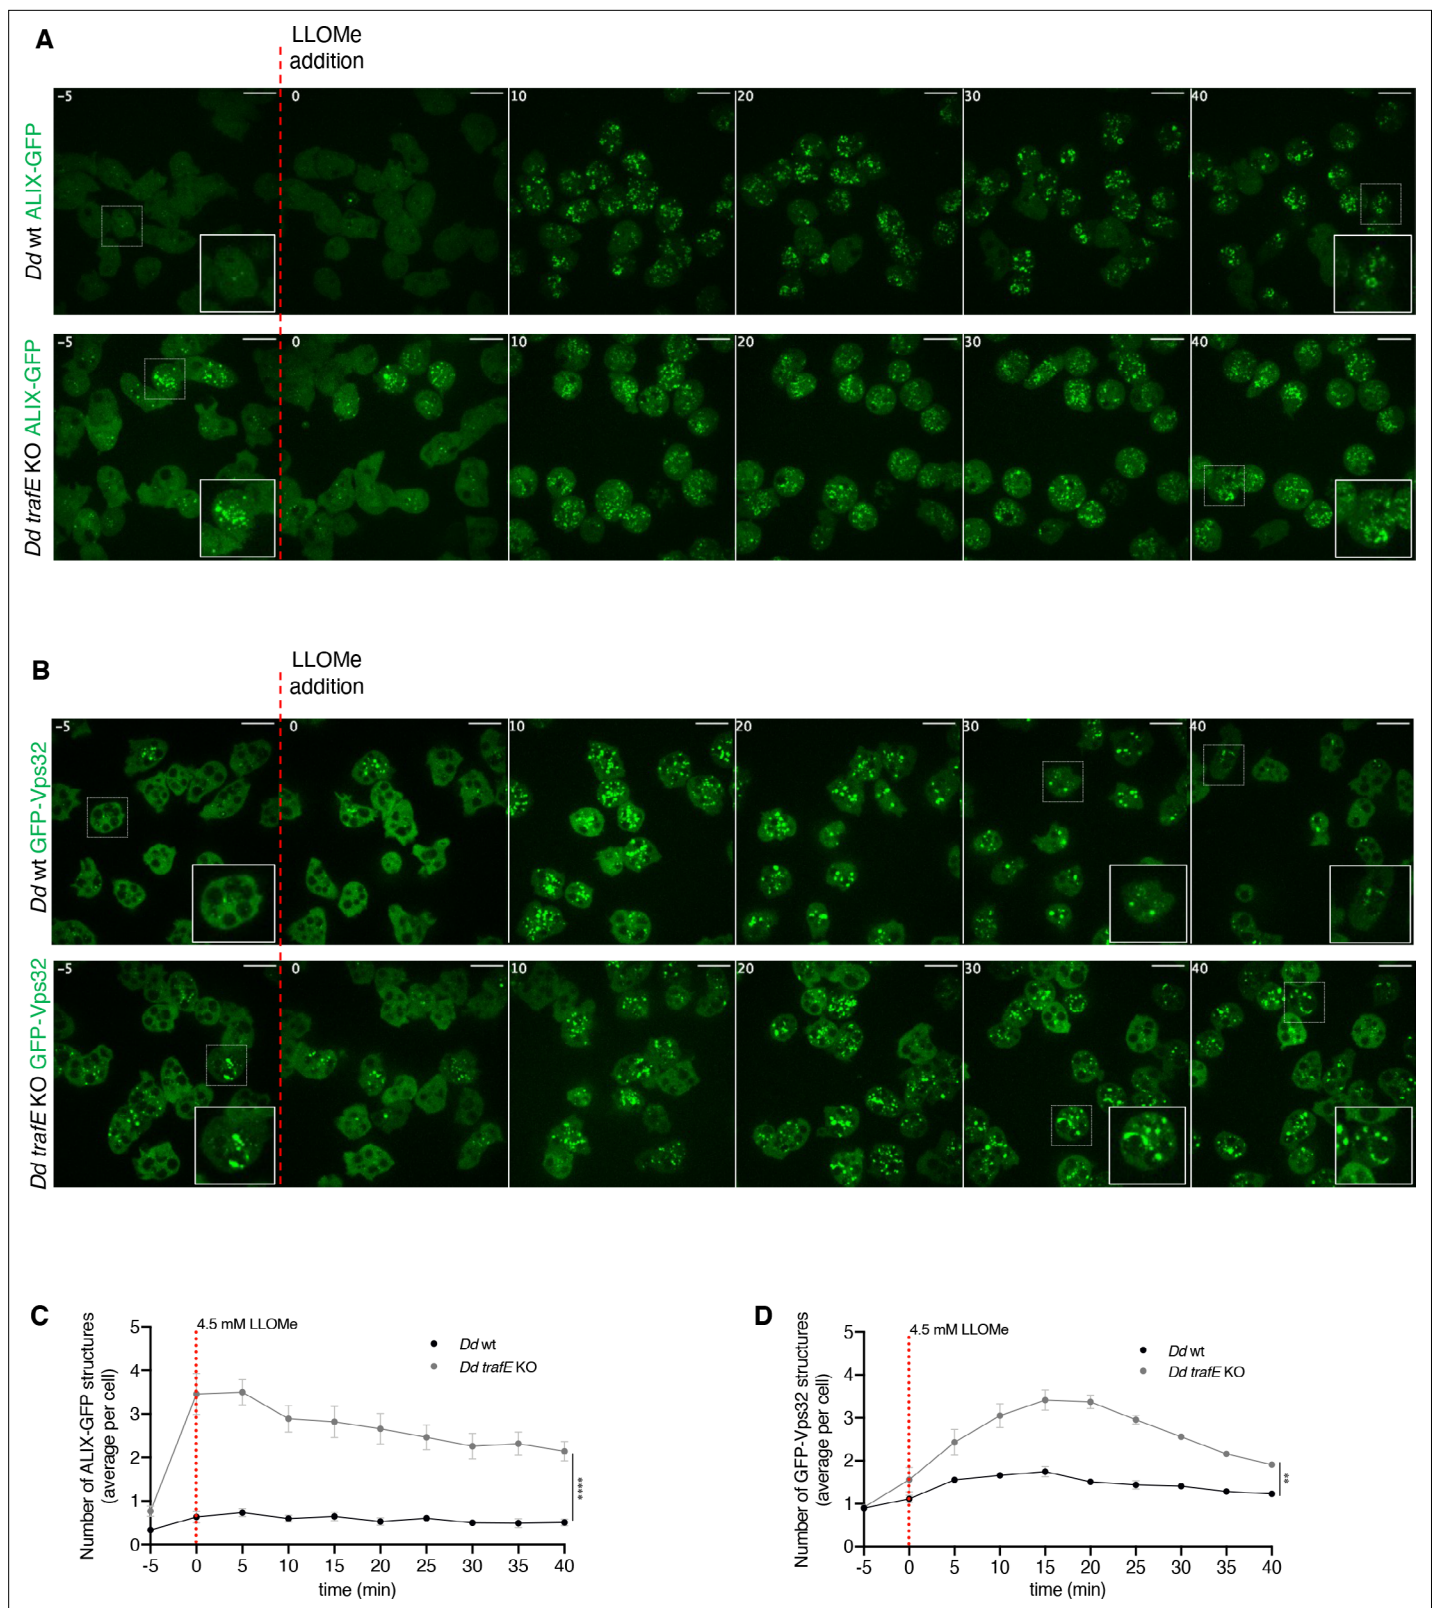 A
LLOMe
addition
Dd wt ALIX-GFP
-5 0 10 20 30 40
Dd trafE KO ALIX-GFP
-5 0 10 20 30 40
B
LLOMe
addition
Dd wt GFP-Vps32
-5 0 10 20 30 40
Dd trafE KO GFP-Vps32
-5 0 10 20 30 40
C
Number of ALIX-GFP structures
(average per cell)
4.5 mM LLOMe
Dd wt
Dd trafE KO
5
4
3
2
1
0
****
-5 0 5 10 15 20 25 30 35 40
time (min)
D
Number of GFP-Vps32 structures
(average per cell)
4.5 mM LLOMe
Dd wt
Dd trafE KO
5
4
3
2
1
0
**
-5 0 5 10 15 20 25 30 35 40
time (min)